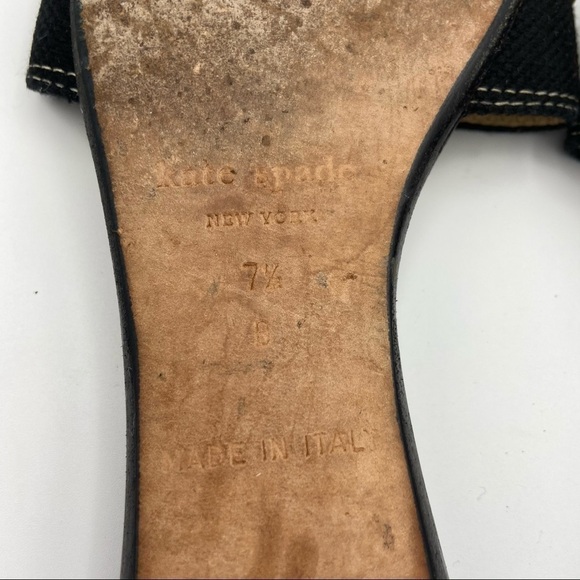 kate spade
NEW YORK
7½
B
MADE IN ITALY